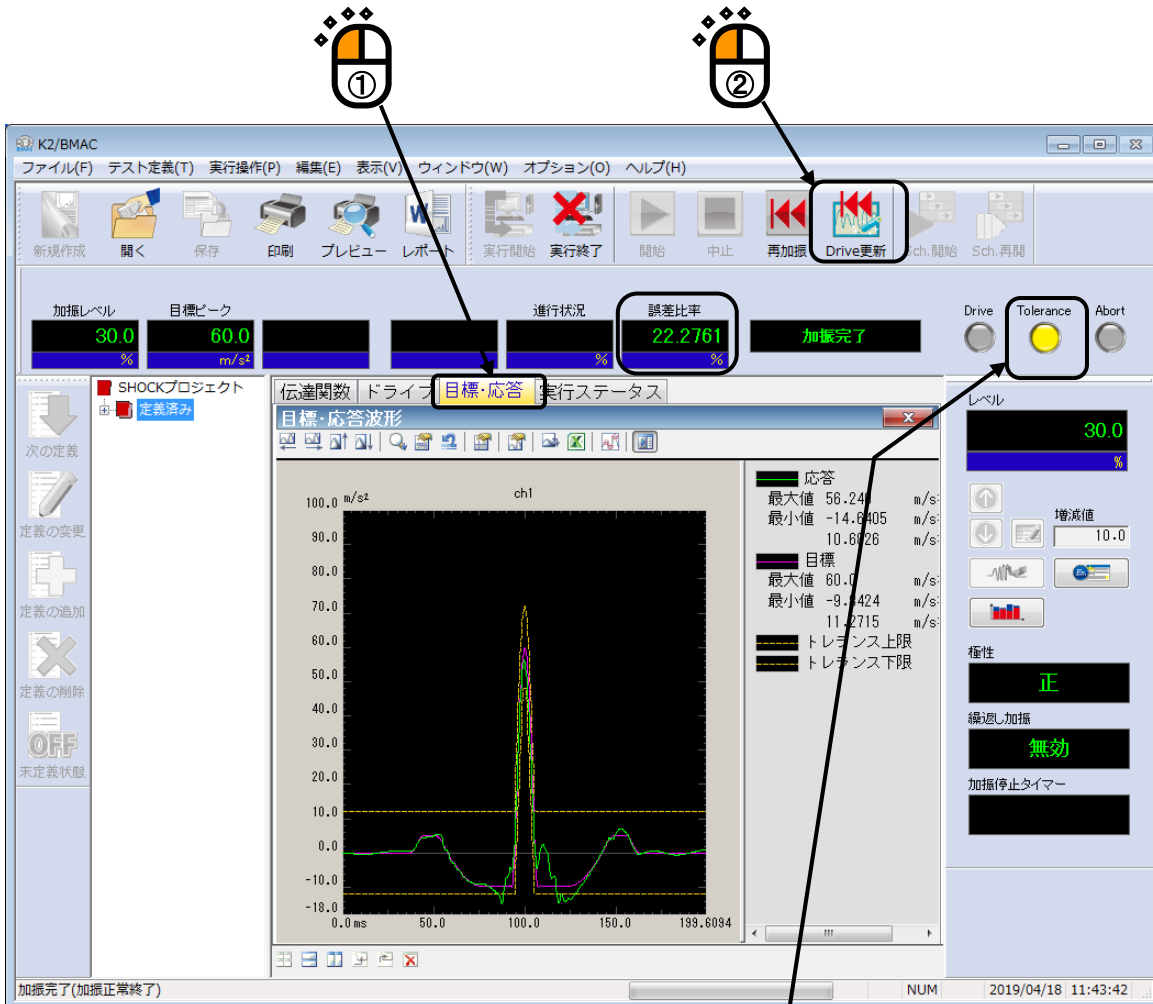 ①
②
K2/BMAC
ファイル(F) テスト定義(T) 実行操作(P) 編集(E) 表示(V) ウィンドウ(W) オプション(O) ヘルプ(H)
新規作成 開く 保存 印刷 プレビュー レポート 実行開始 実行終了 開始 中止 再加振 Drive更新 Sch.開始 Sch.再開
加振レベル 目標ピーク 進行状況 誤差比率 Drive Tolerance Abort
30.0 60.0 22.2761 加振完了
% m/s² % %
SHOCKプロジェクト
定義済み
次の定義
定義の変更
定義の追加
定義の削除
OFF
未定義状態
伝達関数 ドライブ 目標・応答 実行ステータス
目標・応答波形
100.0 m/s² ch1
90.0
80.0
70.0
60.0
50.0
40.0
30.0
20.0
10.0
0.0
-10.0
-18.0
0.0 ms 50.0 100.0 150.0 199.6094
応答
最大値 56.240 m/s
最小値 -14.6405 m/s
10.6826 m/s
目標
最大値 60.0 m/s
最小値 m/s
11.2715 m/s
トレランス上限
トレランス下限
レベル
30.0
%
増減値
10.0
極性
正
繰返し加振
無効
加振停止タイマー
加振完了(加振正常終了) NUM 2019/04/18 11:43:42